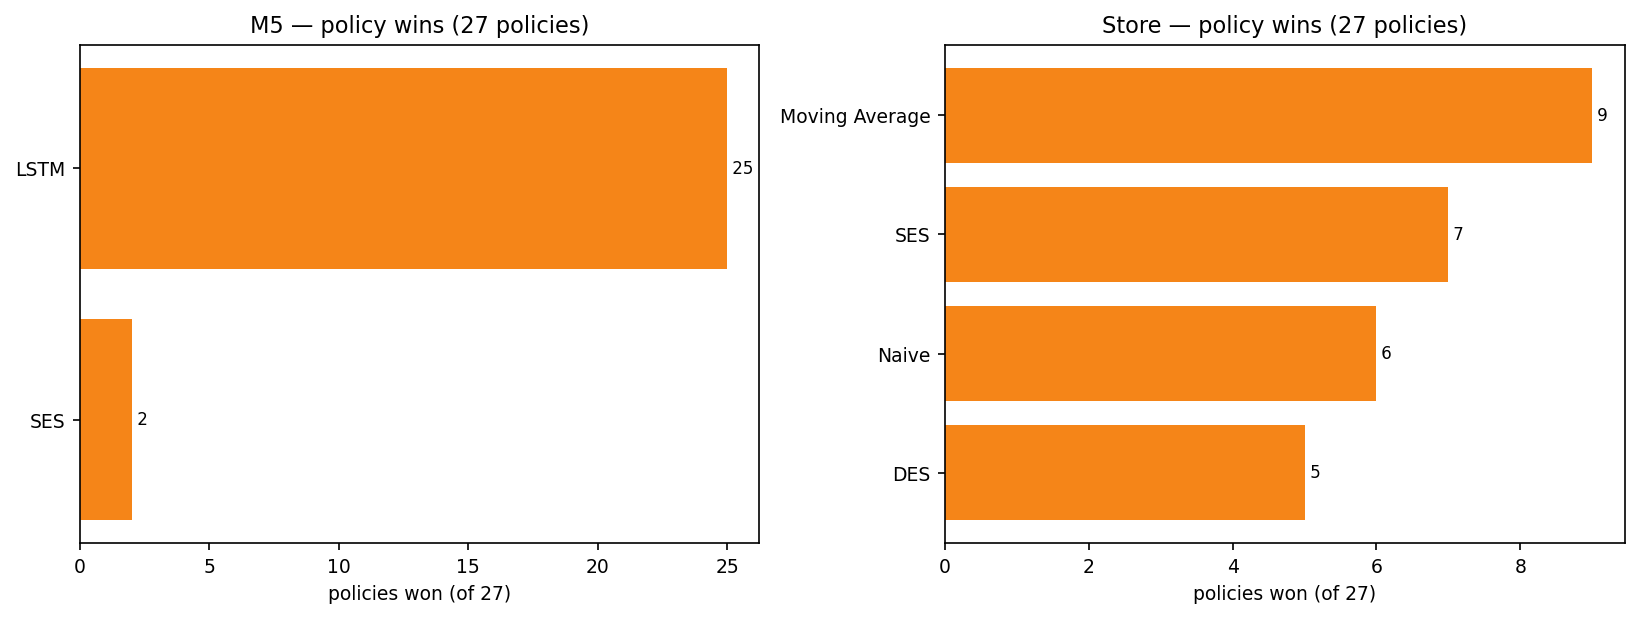 M5 — policy wins (27 policies)
LSTM
25
SES
2
0 5 10 15 20 25
policies won (of 27)
Store — policy wins (27 policies)
Moving Average
9
SES
7
Naive
6
DES
5
0 2 4 6 8
policies won (of 27)